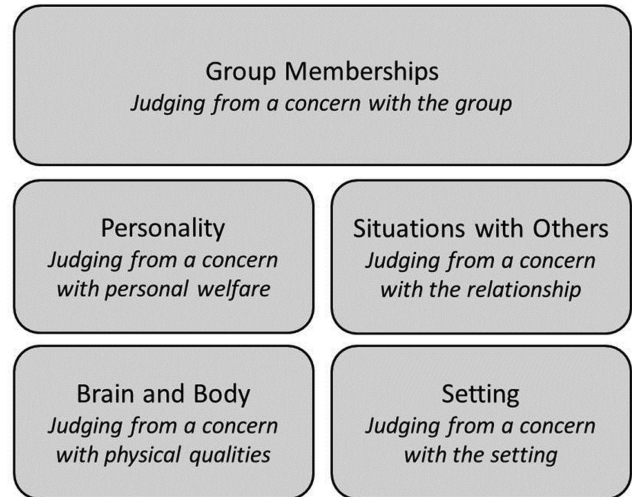 Group Memberships
Judging from a concern with the group
Personality
Judging from a concern
with personal welfare
Situations with Others
Judging from a concern
with the relationship
Brain and Body
Judging from a concern
with physical qualities
Setting
Judging from a concern
with the setting